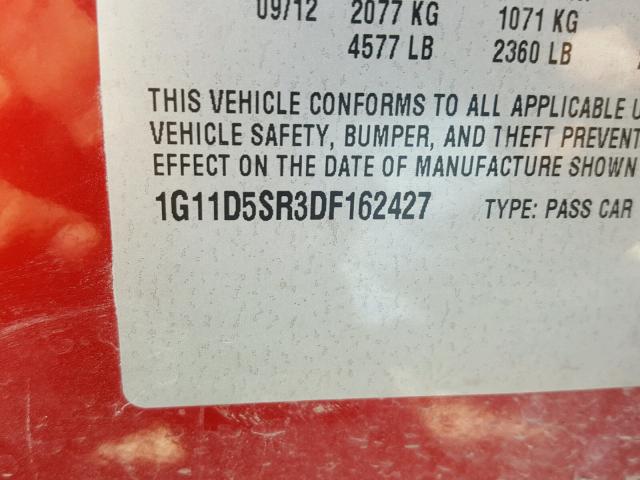 09/12 2077 KG 1071 KG
4577 LB 2360 LB
THIS VEHICLE CONFORMS TO ALL APPLICABLE
VEHICLE SAFETY, BUMPER, AND THEFT PREVENT
EFFECT ON THE DATE OF MANUFACTURE SHOWN
1G11D5SR3DF162427 TYPE: PASS CAR